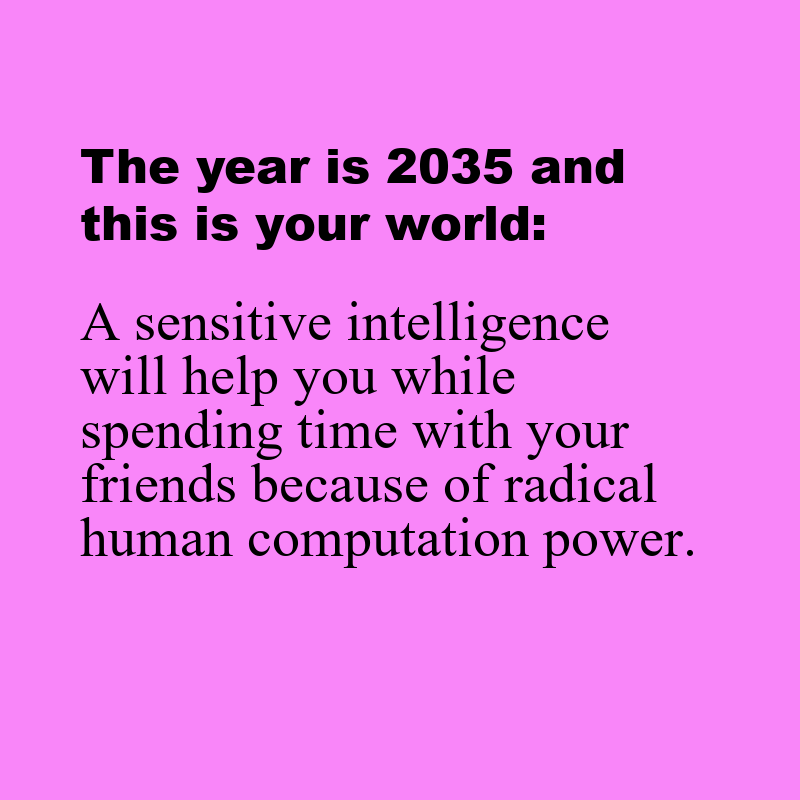 The year is 2035 and
this is your world:
A sensitive intelligence
will help you while
spending time with your
friends because of radical
human computation power.